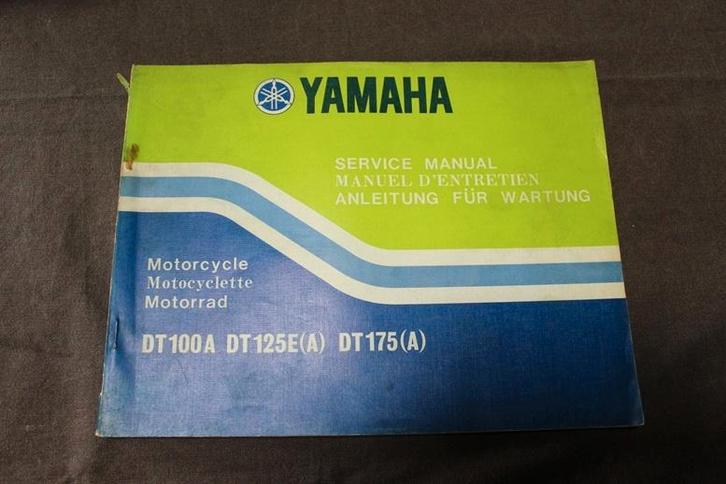 YAMAHA
SERVICE MANUAL
MANUEL D'ENTRETIEN
ANLEITUNG FÜR WARTUNG
Motorcycle
Motocyclette
Motorrad
DT100A DT125E(A) DT175(A)